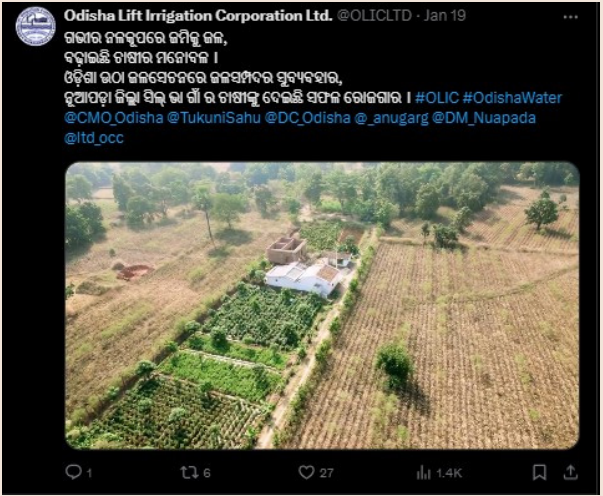 Odisha Lift Irrigation Corporation Ltd. @OLICLTD · Jan 19
ଗଭୀର ନଳକୂପରେ ଜମିକୁ ଜଳ,
ବଢ଼ାଇଛି ଚାଷୀର ମନୋବଳ ।
ଓଡ଼ିଶା ଉଠା ଜଳସେଚନରେ ଜଳସମ୍ପଦର ସୁବ୍ୟବହାର,
ନୁଆପଡ଼ା ଜିଲ୍ଲା ସିଲ୍ ଭା ଗାଁ ର ଚାଷୀଙ୍କୁ ଦେଇଛି ସଫଳ ରୋଜଗାର । #OLIC #OdishaWater
@CMO_Odisha @TukuniSahu @DC_Odisha @_anugarg @DM_Nuapada
@ltd_occ
1 6 27 1.4K